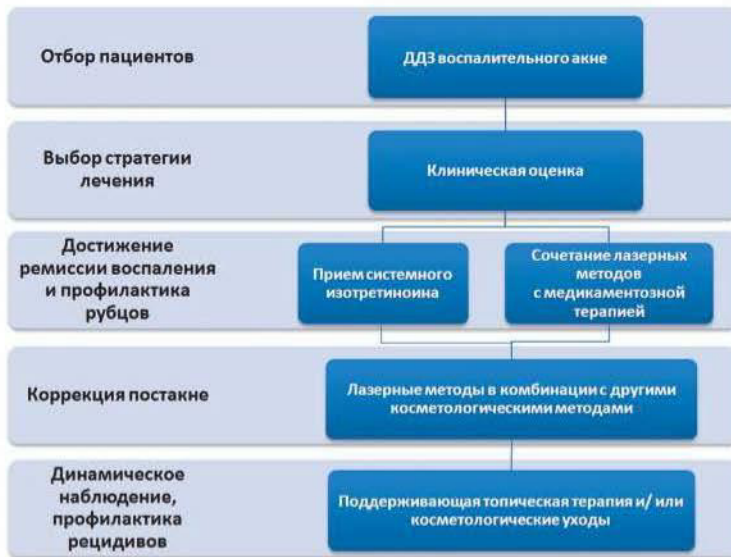 Отбор пациентов
ДДЗ воспалительного акне
Выбор стратегии
лечения
Клиническая оценка
Достижение
ремиссии воспаления
и профилактика
рубцов
Прием системного
изотретиноина
Сочетание лазерных
методов
с медикаментозной
терапией
Коррекция постакне
Лазерные методы в комбинации с другими
косметологическими методами
Динамическое
наблюдение,
профилактика
рецидивов
Поддерживающая топическая терапия и/ или
косметологические уходы